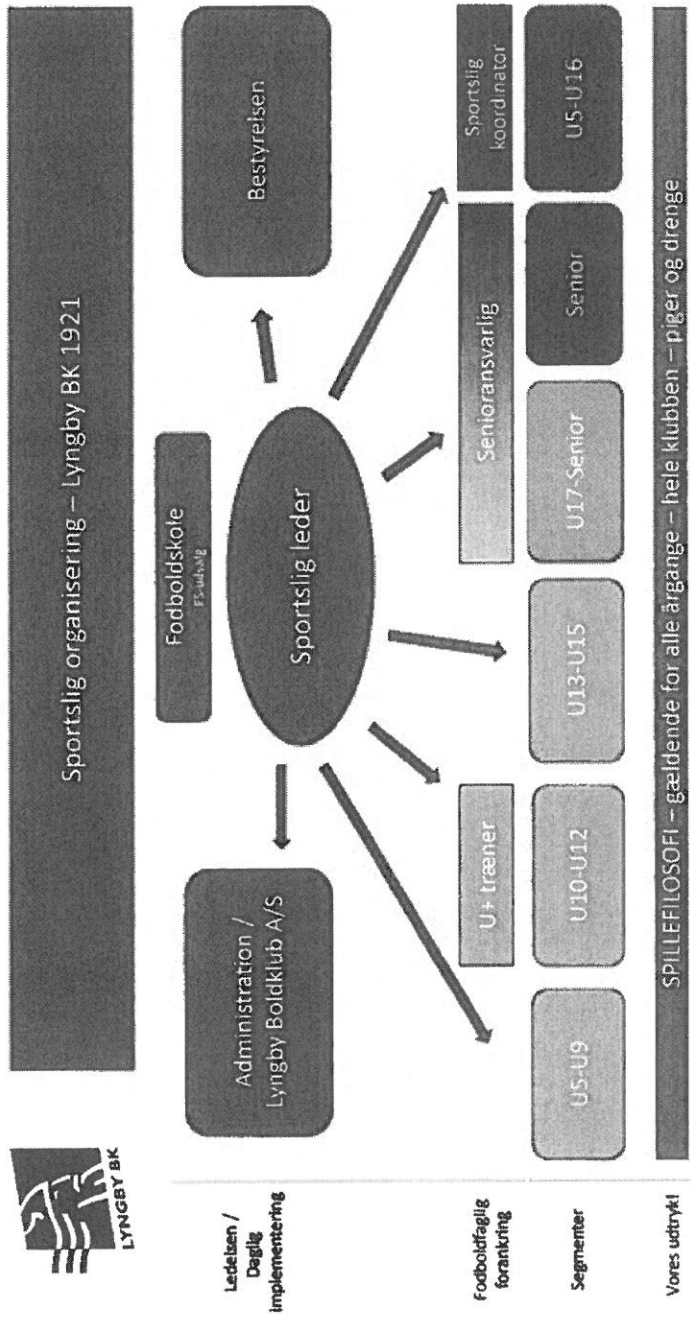 LYNGBY BK
Sportslig organisering – Lyngby BK 1921
Ledelsen /
Daglig
implementering
Administration /
Lyngby Boldklub A/S
Fodboldskole
FS-udvalg
Sportslig leder
Bestyrelsen
Fodboldfaglig
forankring
U+ træner
Senioransvarlig
Sportslig
koordinator
Segmenter
U5-U9
U10-U12
U13-U15
U17-Senior
Senior
U5-U16
Vores udtryk!
SPILLEFILOSOFI – gældende for alle årgange – hele klubben – piger og drenge